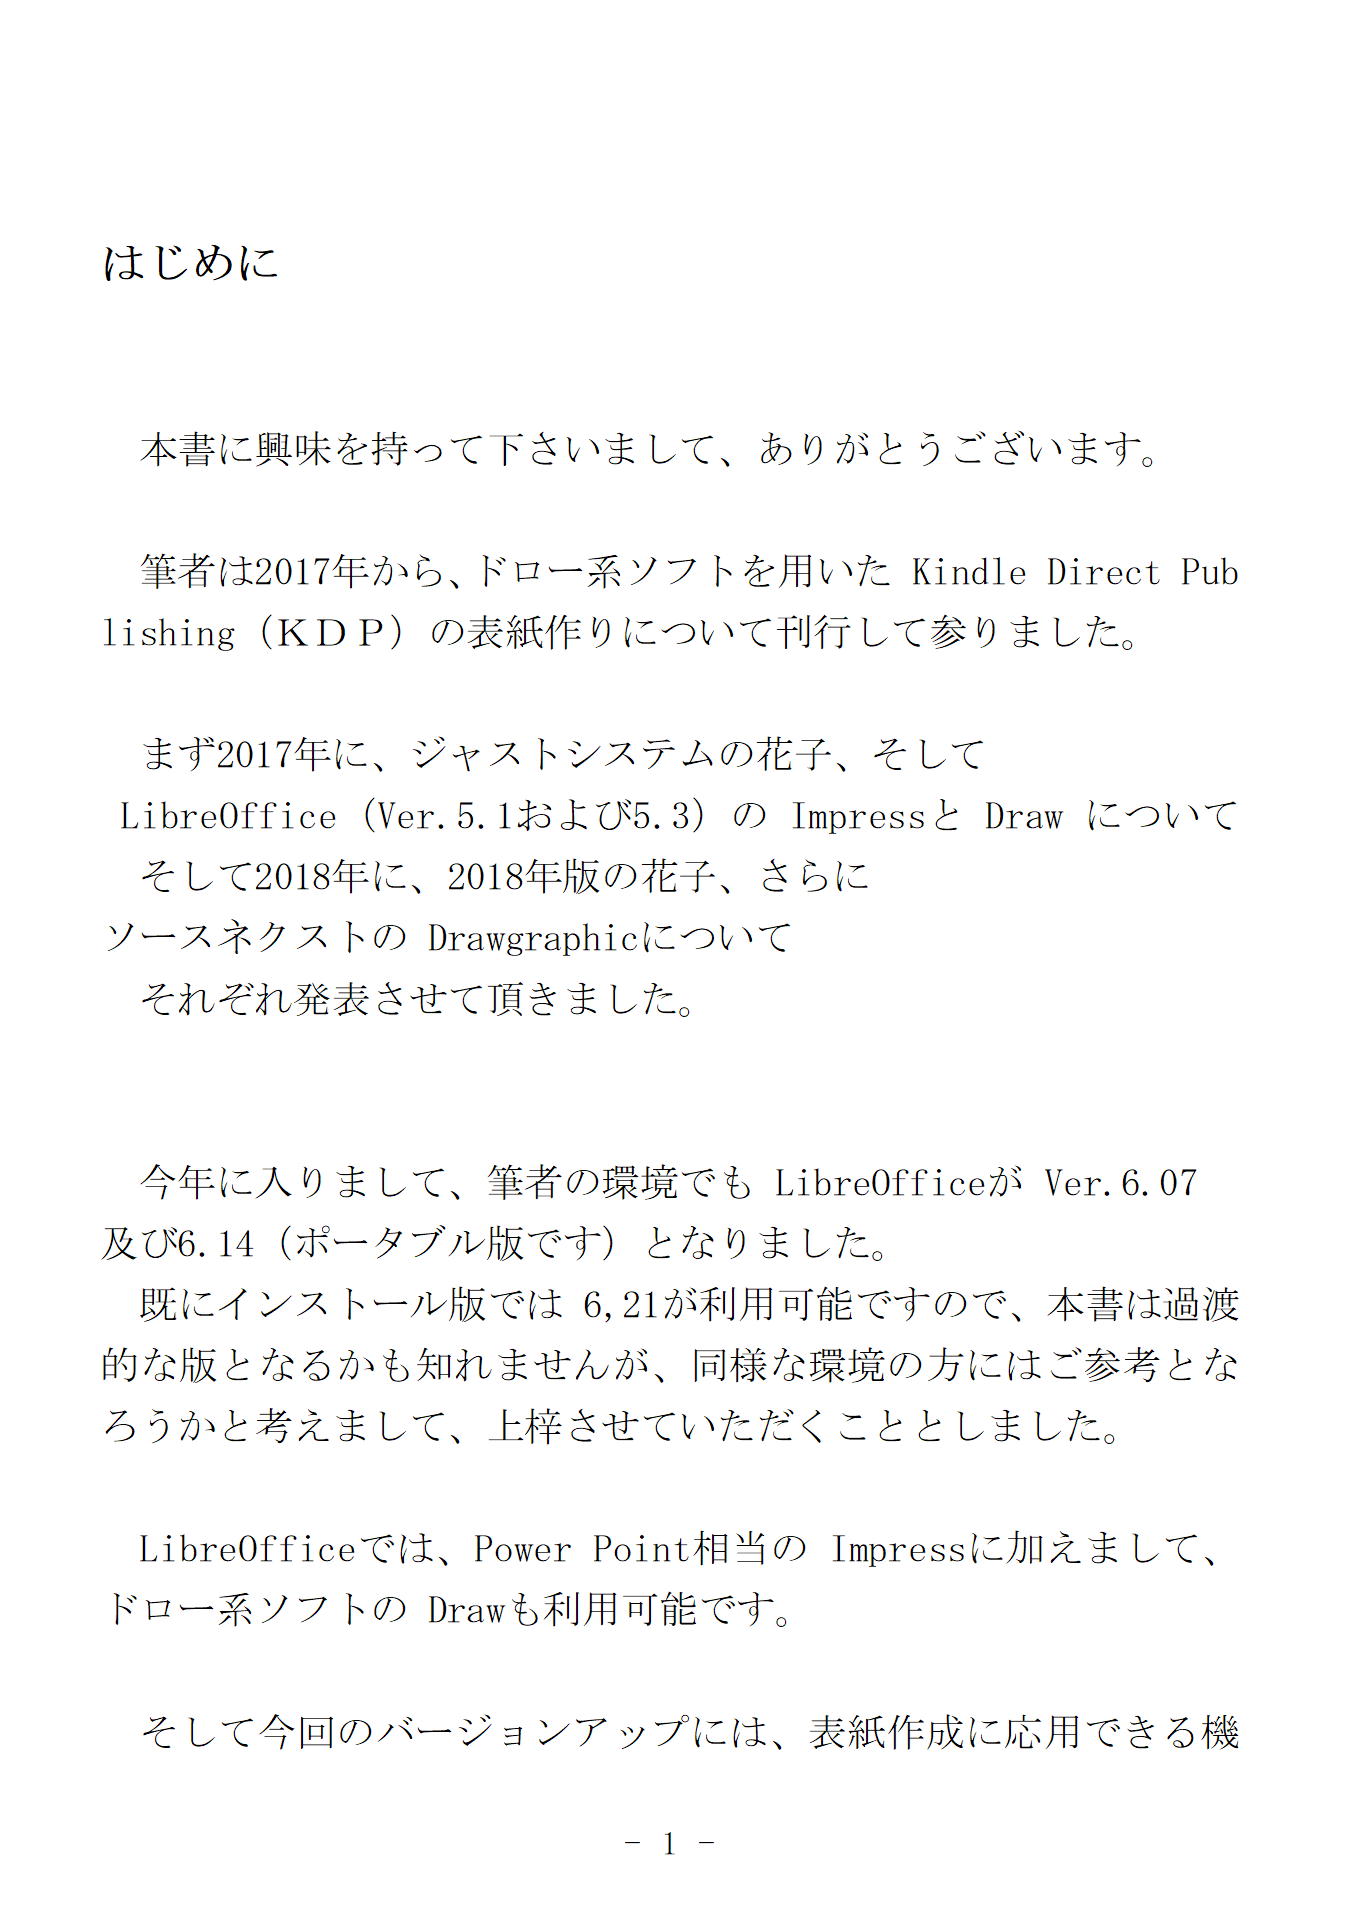 はじめに
　本書に興味を持って下さいまして、ありがとうございます。
　筆者は2017年から、ドロー系ソフトを用いた Kindle Direct Pub
lishing（ＫＤＰ）の表紙作りについて刊行して参りました。
　まず2017年に、ジャストシステムの花子、そして
 LibreOffice（Ver.5.1および5.3）の Impressと Draw について
　そして2018年に、2018年版の花子、さらに
ソースネクストの Drawgraphicについて
　それぞれ発表させて頂きました。
　今年に入りまして、筆者の環境でも LibreOfficeが Ver.6.07
及び6.14（ポータブル版です）となりました。
　既にインストール版では 6,21が利用可能ですので、本書は過渡
的な版となるかも知れませんが、同様な環境の方にはご参考とな
ろうかと考えまして、上梓させていただくこととしました。
　LibreOfficeでは、Power Point相当の Impressに加えまして、
ドロー系ソフトの Drawも利用可能です。
　そして今回のバージョンアップには、表紙作成に応用できる機
- 1 -